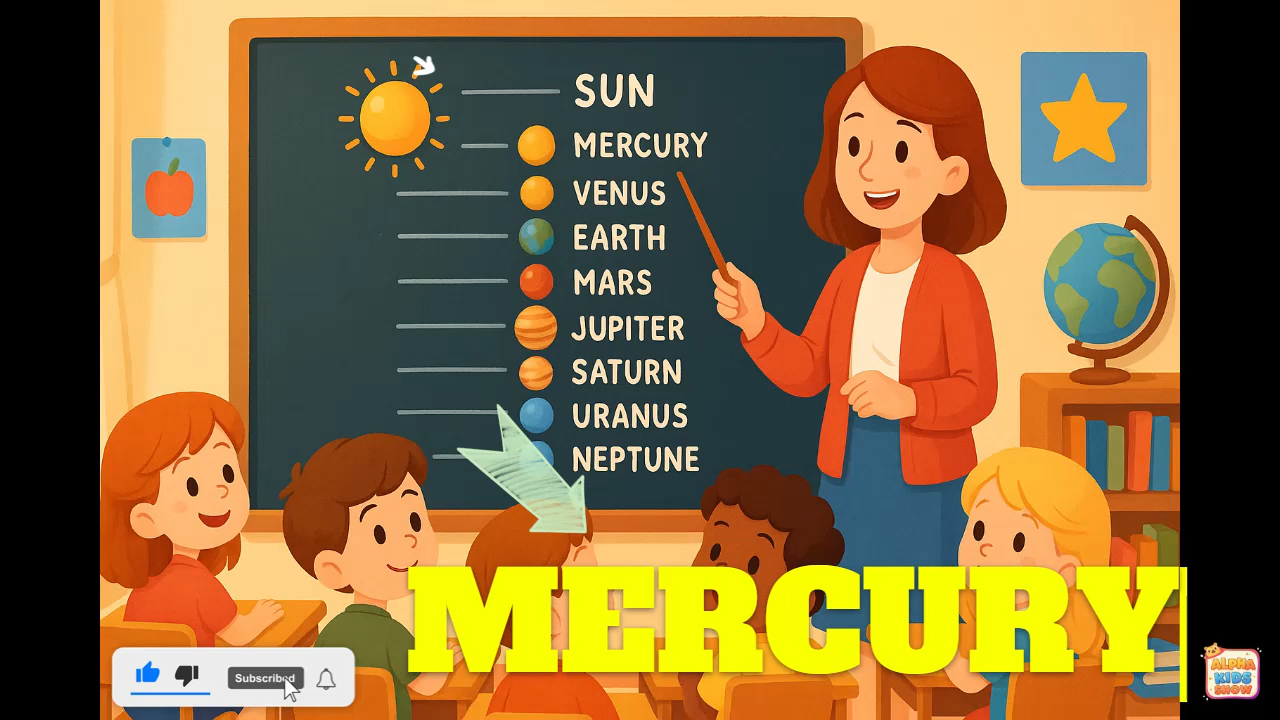 SUN
MERCURY
VENUS
EARTH
MARS
JUPITER
SATURN
URANUS
NEPTUNE
MERCURY
Subscribed
ALPHA
KIDS
SHOW